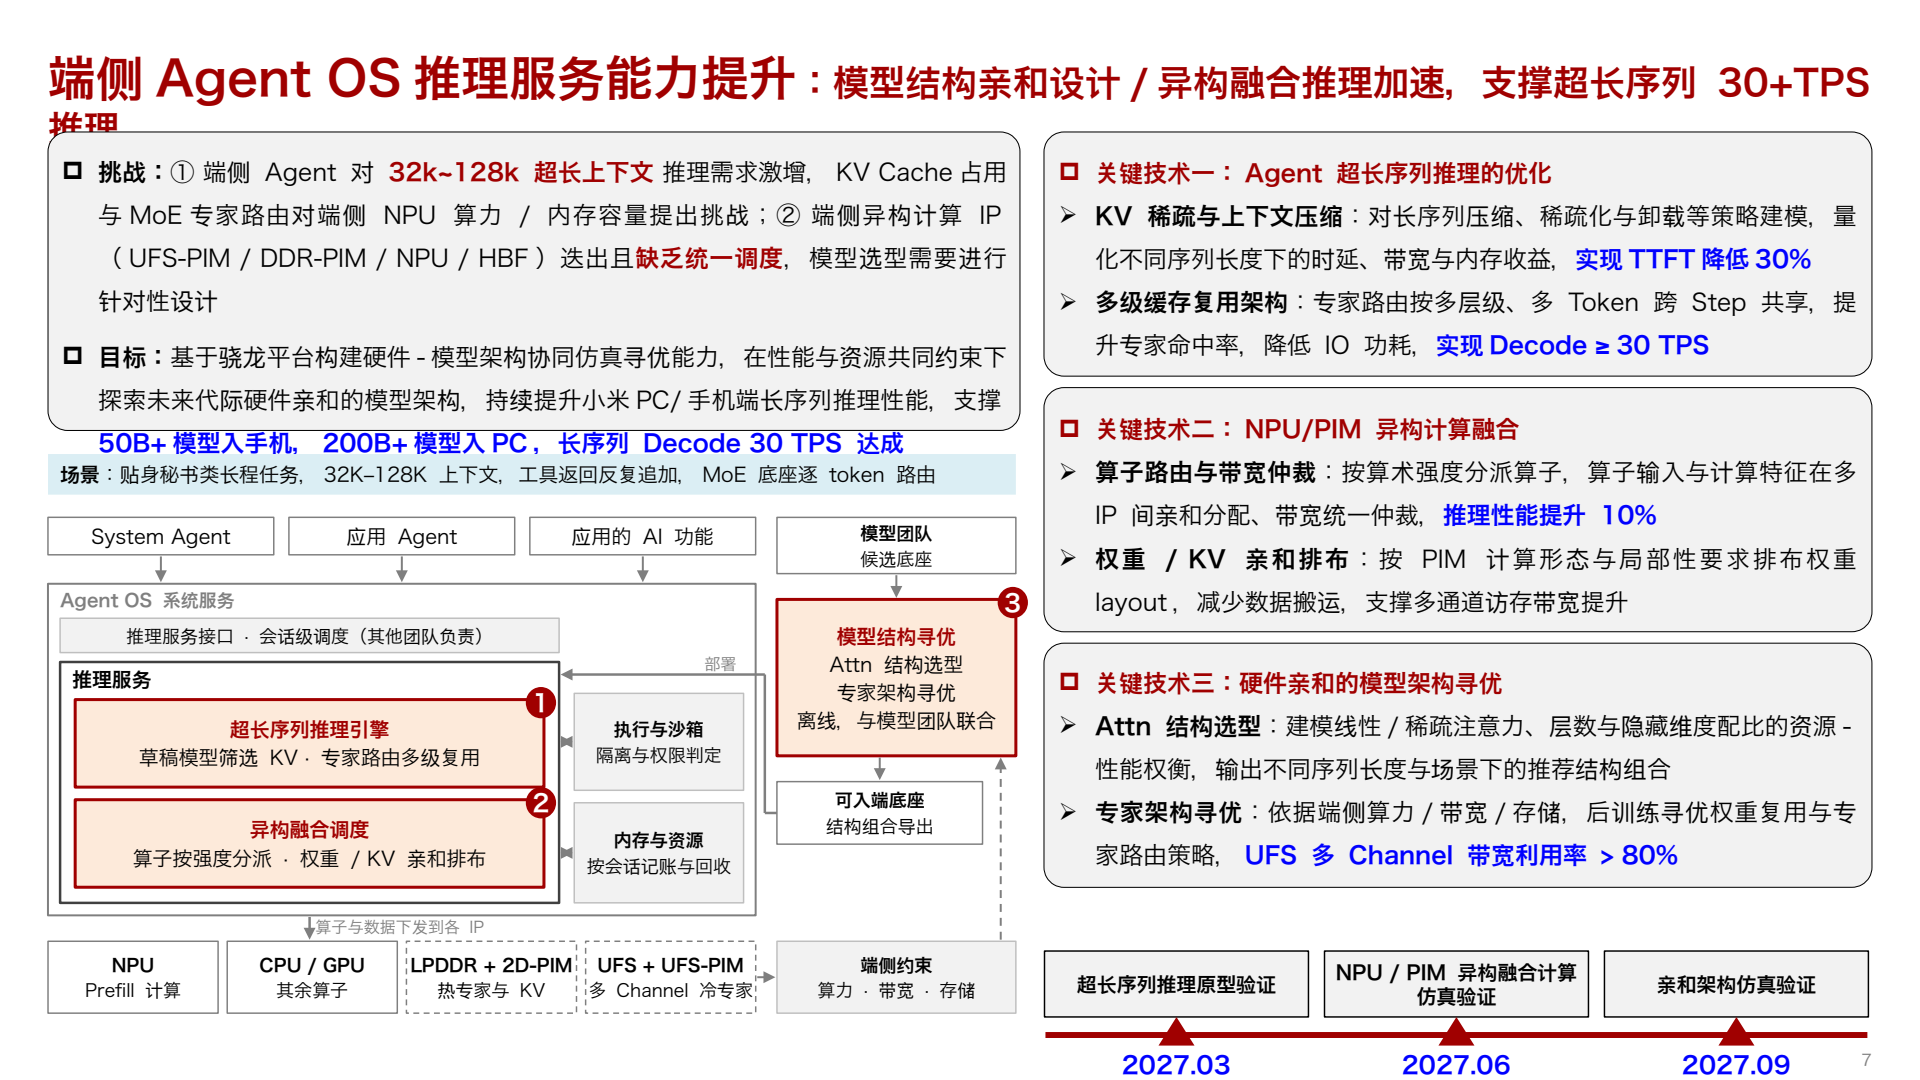 端侧 Agent OS 推理服务能力提升：模型结构亲和设计 / 异构融合推理加速，支撑超长序列 30+TPS
推理
挑战：① 端侧 Agent 对 32k~128k 超长上下文 推理需求激增， KV Cache 占用
与 MoE 专家路由对端侧 NPU 算力 / 内存容量提出挑战；② 端侧异构计算 IP
（UFS-PIM / DDR-PIM / NPU / HBF）迭出且缺乏统一调度，模型选型需要进行
针对性设计
目标：基于骁龙平台构建硬件 - 模型架构协同仿真寻优能力，在性能与资源共同约束下
探索未来代际硬件亲和的模型架构，持续提升小米 PC/ 手机端长序列推理性能，支撑
50B+ 模型入手机， 200B+ 模型入 PC，长序列 Decode 30 TPS 达成
场景：贴身秘书类长程任务， 32K–128K 上下文，工具返回反复追加， MoE 底座逐 token 路由
System Agent
应用 Agent
应用的 AI 功能
模型团队
候选底座
Agent OS 系统服务
推理服务接口 · 会话级调度（其他团队负责）
推理服务
部署
1
超长序列推理引擎
草稿模型筛选 KV · 专家路由多级复用
2
异构融合调度
算子按强度分派 · 权重 / KV 亲和排布
执行与沙箱
隔离与权限判定
内存与资源
按会话记账与回收
3
模型结构寻优
Attn 结构选型
专家架构寻优
离线，与模型团队联合
可入端底座
结构组合导出
算子与数据下发到各 IP
NPU
Prefill 计算
CPU / GPU
其余算子
LPDDR + 2D-PIM
热专家与 KV
UFS + UFS-PIM
多 Channel 冷专家
端侧约束
算力 · 带宽 · 存储
关键技术一：Agent 超长序列推理的优化
KV 稀疏与上下文压缩：对长序列压缩、稀疏化与卸载等策略建模，量
化不同序列长度下的时延、带宽与内存收益，实现 TTFT 降低 30%
多级缓存复用架构：专家路由按多层级、多 Token 跨 Step 共享，提
升专家命中率，降低 IO 功耗，实现 Decode ≥ 30 TPS
关键技术二：NPU/PIM 异构计算融合
算子路由与带宽仲裁：按算术强度分派算子，算子输入与计算特征在多
IP 间亲和分配、带宽统一仲裁，推理性能提升 10%
权重 / KV 亲和排布：按 PIM 计算形态与局部性要求排布权重
layout，减少数据搬运，支撑多通道访存带宽提升
关键技术三：硬件亲和的模型架构寻优
Attn 结构选型：建模线性 / 稀疏注意力、层数与隐藏维度配比的资源 -
性能权衡，输出不同序列长度与场景下的推荐结构组合
专家架构寻优：依据端侧算力 / 带宽 / 存储，后训练寻优权重复用与专
家路由策略， UFS 多 Channel 带宽利用率 > 80%
超长序列推理原型验证
NPU / PIM 异构融合计算
仿真验证
亲和架构仿真验证
2027.03
2027.06
2027.09
7